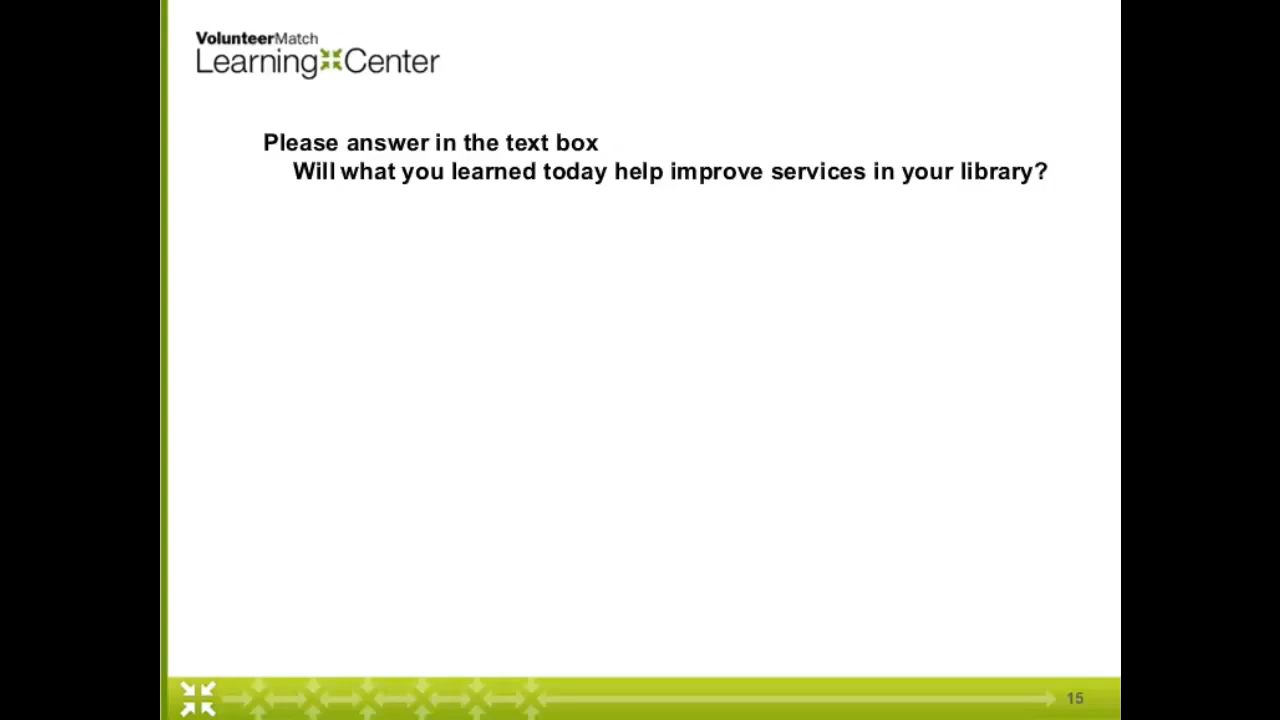 VolunteerMatch
Learning Center
Please answer in the text box
Will what you learned today help improve services in your library?
15